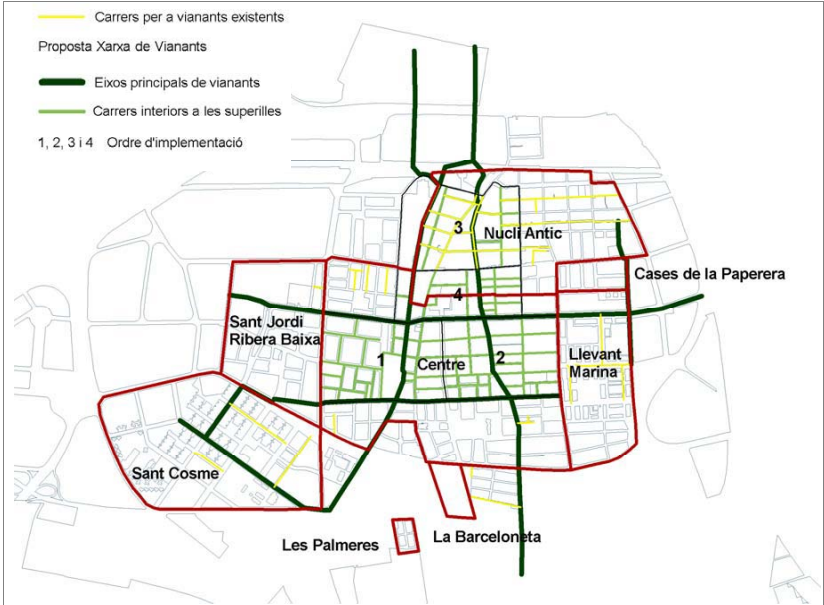 Carrers per a vianants existents
Proposta Xarxa de Vianants
Eixos principals de vianants
Carrers interiors a les superilles
1, 2, 3 i 4 Ordre d'implementació
3
Nucli Antic
Cases de la Paperera
4
Sant Jordi
Ribera Baixa
1
Centre
2
Llevant
Marina
Sant Cosme
Les Palmeres
La Barceloneta